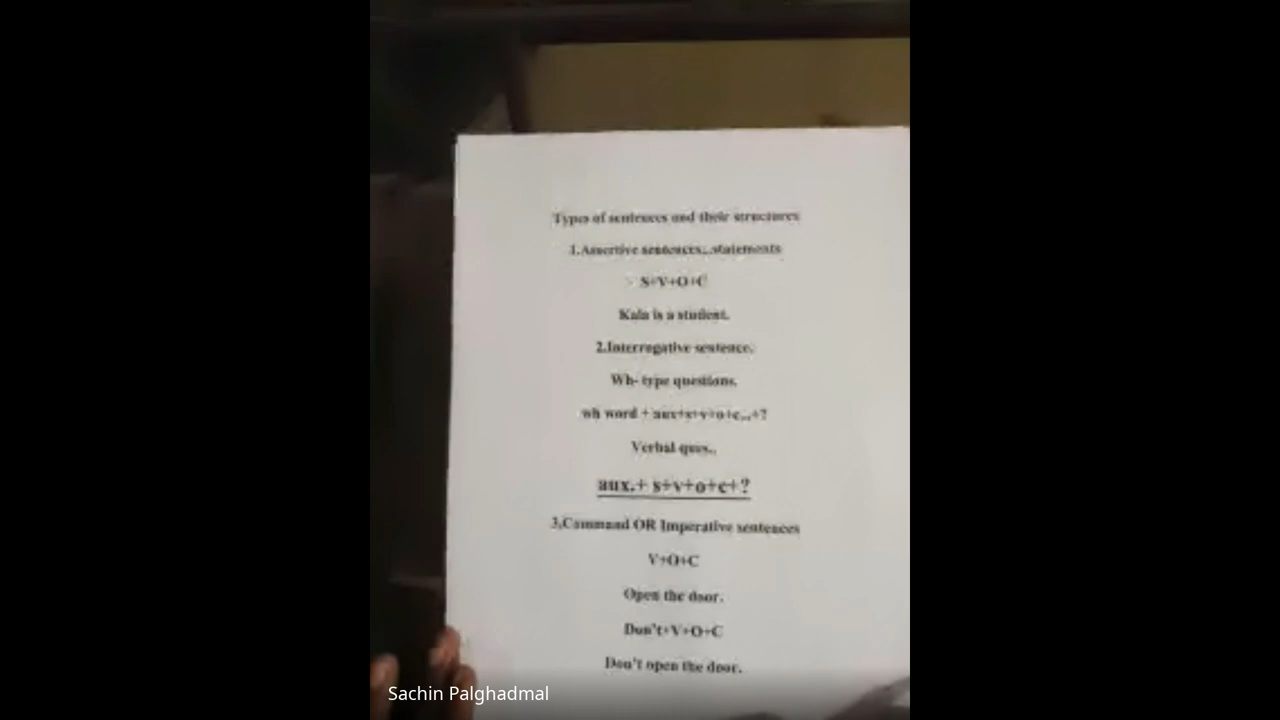 Types of sentences and their structures
1.Assertive sentences...statements
S+V+O+C
Kala is a student.
2.Interrogative sentence.
Wh- type questions.
wh word + aux+s+v+o+c...+?
Verbal ques..
aux.+ s+v+o+c+?
3.Command OR Imperative sentences
V+O+C
Open the door.
Don't+V+O+C
Don't open the door.
Sachin Palghadmal